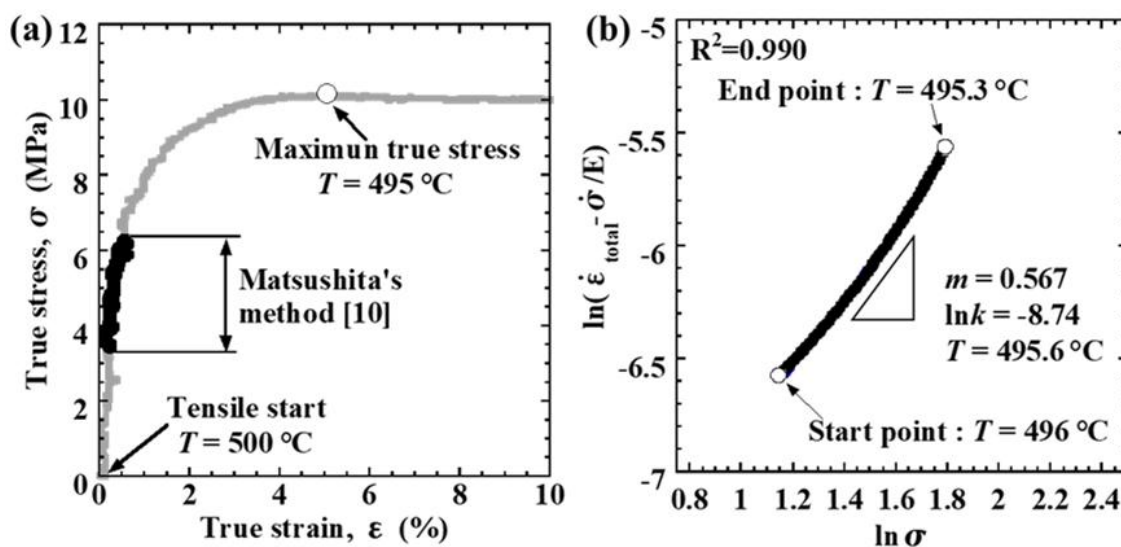 (a)
12
10
8
6
4
2
0
True stress, σ (MPa)
Maximun true stress
T = 495 °C
Matsushita's
method [10]
Tensile start
T = 500 °C
0 2 4 6 8 10
True strain, ε (%)
(b)
-5
-5.5
-6
-6.5
-7
ln(ε̇ total - σ̇ /E)
R²=0.990
End point : T = 495.3 °C
m = 0.567
lnk = -8.74
T = 495.6 °C
Start point : T = 496 °C
0.8 1 1.2 1.4 1.6 1.8 2 2.2 2.4
ln σ